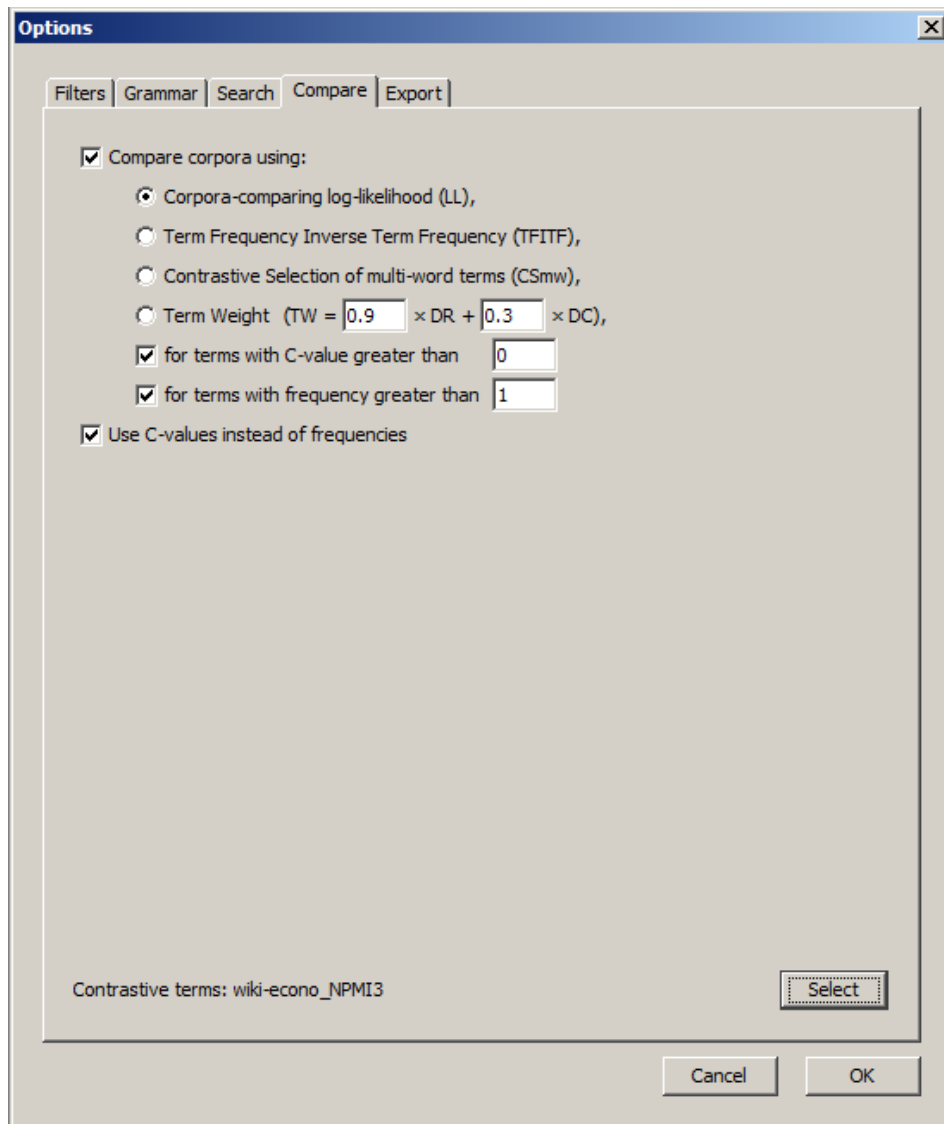 Options
Filters Grammar Search Compare Export
Compare corpora using:
Corpora-comparing log-likelihood (LL),
Term Frequency Inverse Term Frequency (TFITF),
Contrastive Selection of multi-word terms (CSmw),
Term Weight (TW = 0.9 × DR + 0.3 × DC),
for terms with C-value greater than 0
for terms with frequency greater than 1
Use C-values instead of frequencies
Contrastive terms: wiki-econo_NPMI3 Select
Cancel OK